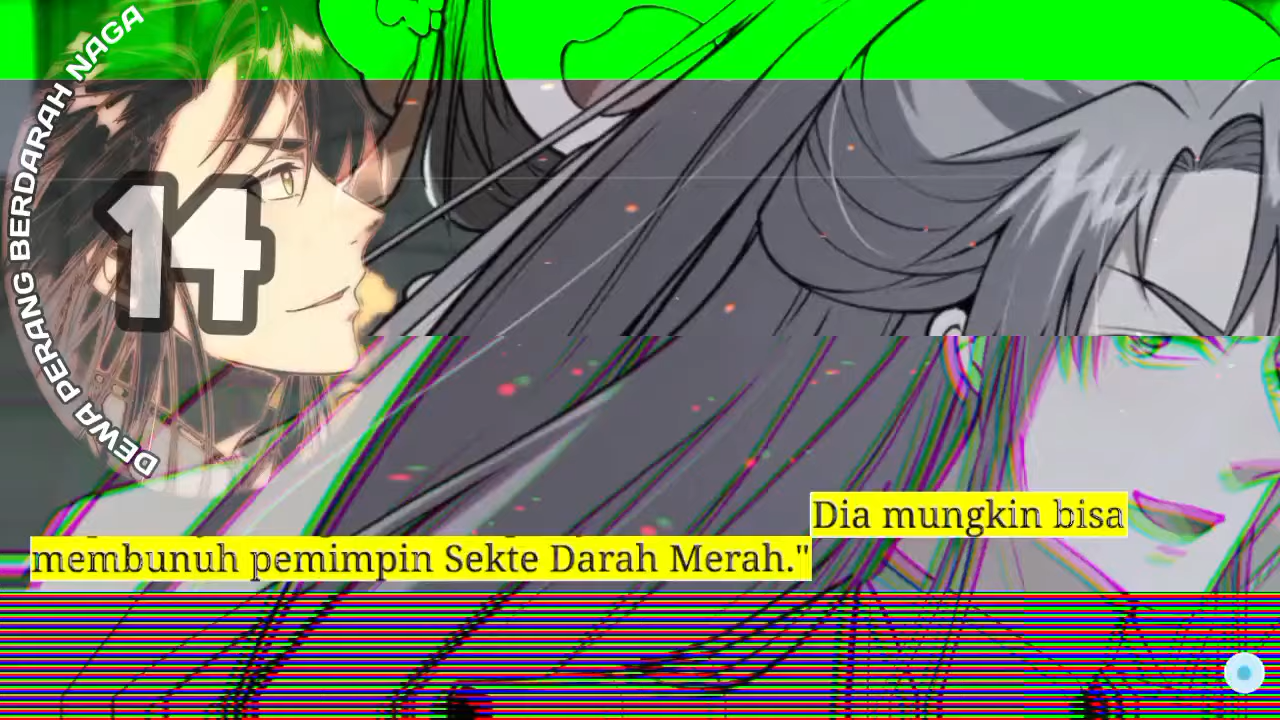 DEWA PERANG BERDARAH NAGA
14
Dia mungkin bisa
membunuh pemimpin Sekte Darah Merah."